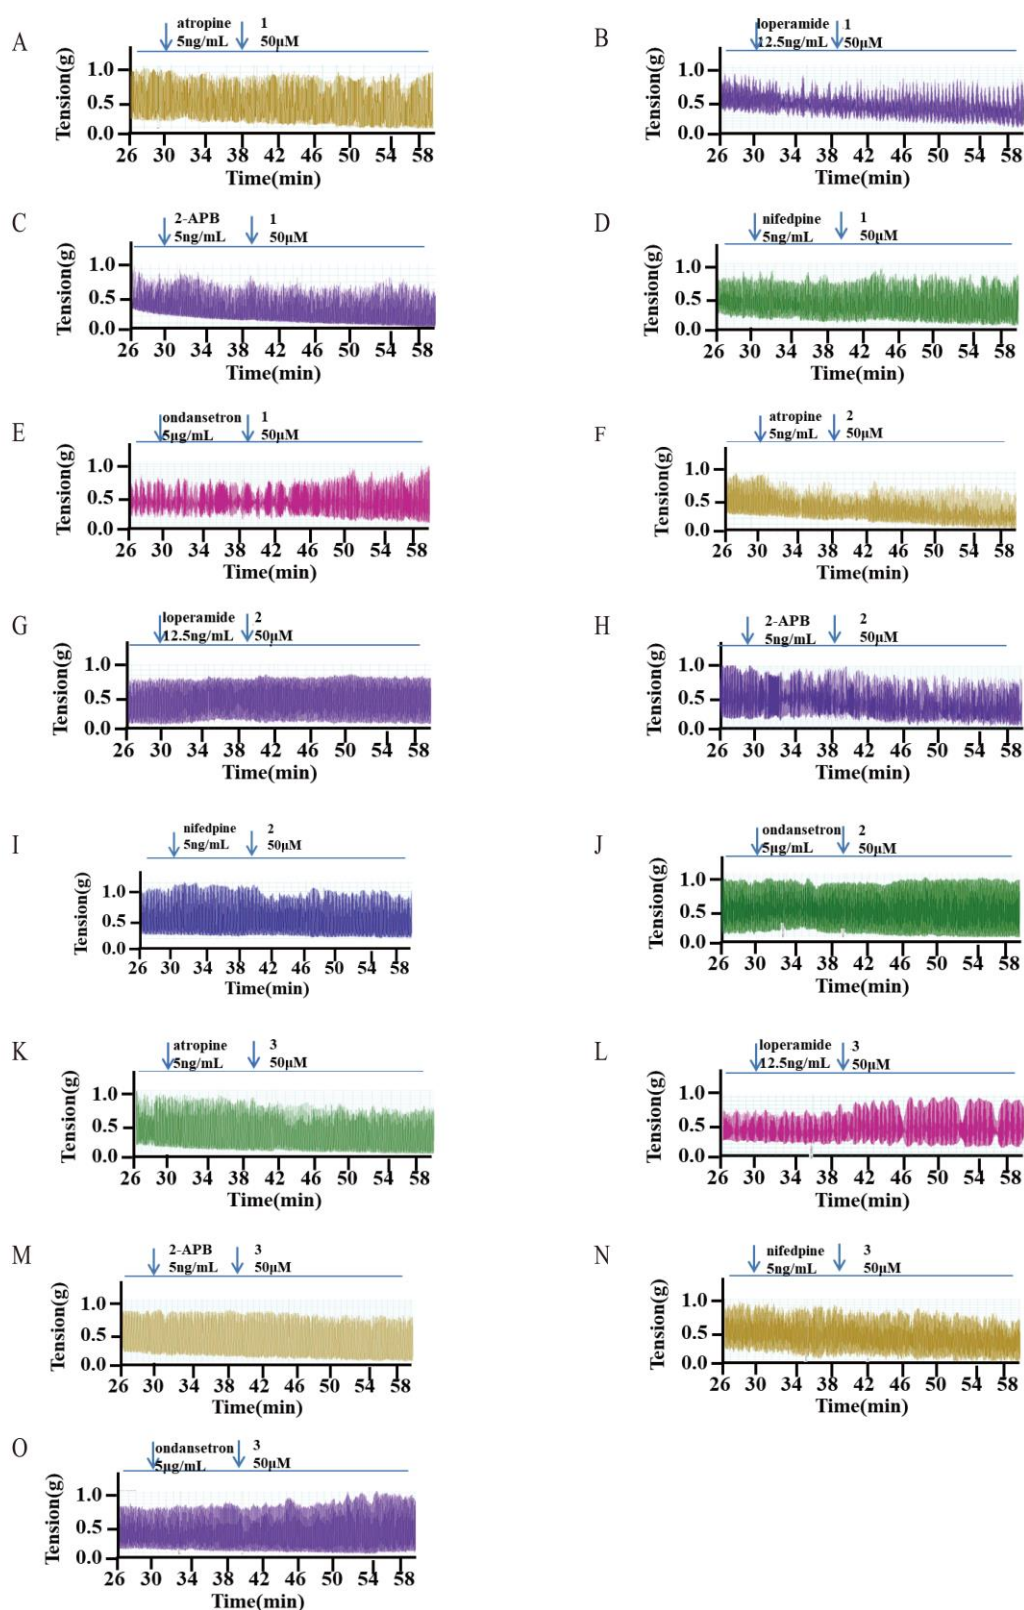 A
atropine 1
5ng/mL 50μM
Tension(g)
1.0
0.5
0.0
26 30 34 38 42 46 50 54 58
Time(min)
B
loperamide 1
12.5ng/mL 50μM
Tension(g)
1.0
0.5
0.0
26 30 34 38 42 46 50 54 58
Time(min)
C
2-APB 1
5ng/mL 50μM
Tension(g)
1.0
0.5
0.0
26 30 34 38 42 46 50 54 58
Time(min)
D
nifedpine 1
5ng/mL 50μM
Tension(g)
1.0
0.5
0.0
26 30 34 38 42 46 50 54 58
Time(min)
E
ondansetron 1
5μg/mL 50μM
Tension(g)
1.0
0.5
0.0
26 30 34 38 42 46 50 54 58
Time(min)
F
atropine 2
5ng/mL 50μM
Tension(g)
1.0
0.5
0.0
26 30 34 38 42 46 50 54 58
Time(min)
G
loperamide 2
12.5ng/mL 50μM
Tension(g)
1.0
0.5
0.0
26 30 34 38 42 46 50 54 58
Time(min)
H
2-APB 2
5ng/mL 50μM
Tension(g)
1.0
0.5
0.0
26 30 34 38 42 46 50 54 58
Time(min)
I
nifedpine 2
5ng/mL 50μM
Tension(g)
1.0
0.5
0.0
26 30 34 38 42 46 50 54 58
Time(min)
J
ondansetron 2
5μg/mL 50μM
Tension(g)
1.0
0.5
0.0
26 30 34 38 42 46 50 54 58
Time(min)
K
atropine 3
5ng/mL 50μM
Tension(g)
1.0
0.5
0.0
26 30 34 38 42 46 50 54 58
Time(min)
L
loperamide 3
12.5ng/mL 50μM
Tension(g)
1.0
0.5
0.0
26 30 34 38 42 46 50 54 58
Time(min)
M
2-APB 3
5ng/mL 50μM
Tension(g)
1.0
0.5
0.0
26 30 34 38 42 46 50 54 58
Time(min)
N
nifedpine 3
5ng/mL 50μM
Tension(g)
1.0
0.5
0.0
26 30 34 38 42 46 50 54 58
Time(min)
O
ondansetron 3
5μg/mL 50μM
Tension(g)
1.0
0.5
0.0
26 30 34 38 42 46 50 54 58
Time(min)